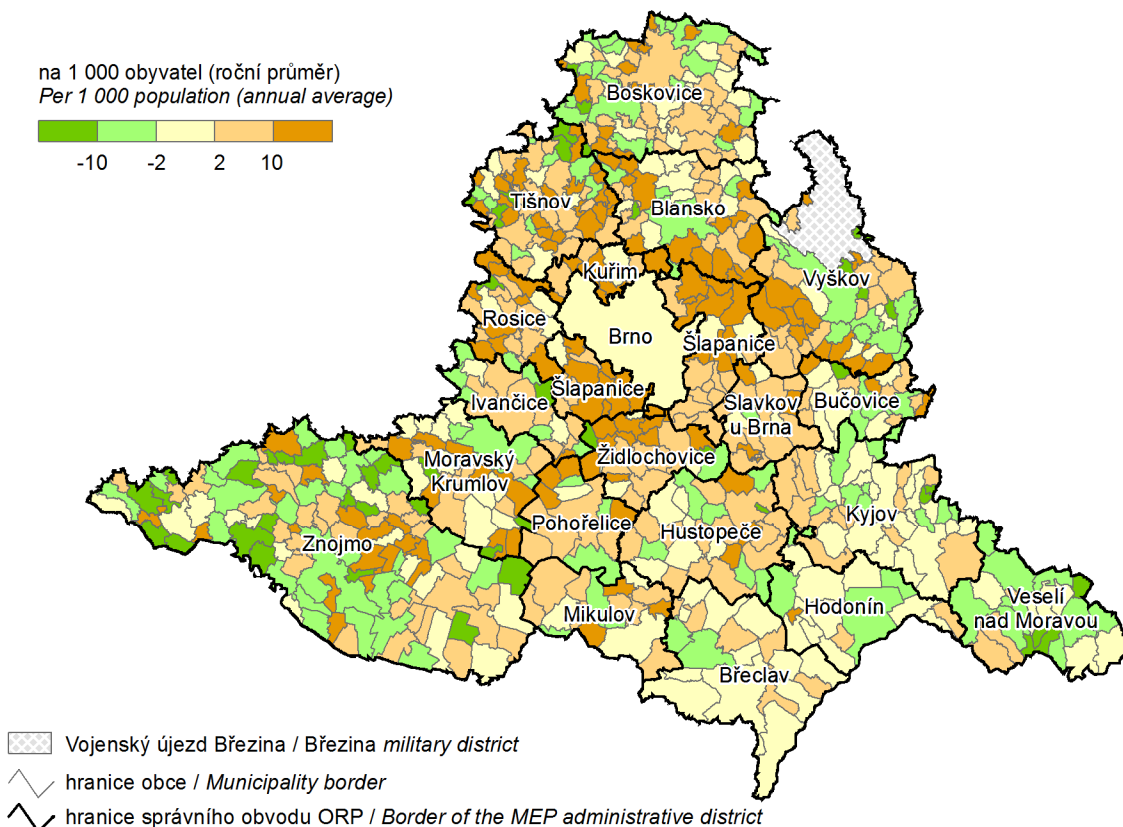 na 1 000 obyvatel (roční průměr)
Per 1 000 population (annual average)
-10 -2 2 10
Boskovice
Tišnov
Blansko
Kuřim
Vyškov
Rosice
Brno
Šlapanice
Šlapanice
Ivančice
Slavkov
u Brna
Bučovice
Moravský
Krumlov
Židlochovice
Kyjov
Pohořelice
Hustopeče
Znojmo
Mikulov
Hodonín
Veselí
nad Moravou
Břeclav
Vojenský újezd Březina / Březina military district
hranice obce / Municipality border
hranice správního obvodu ORP / Border of the MEP administrative district